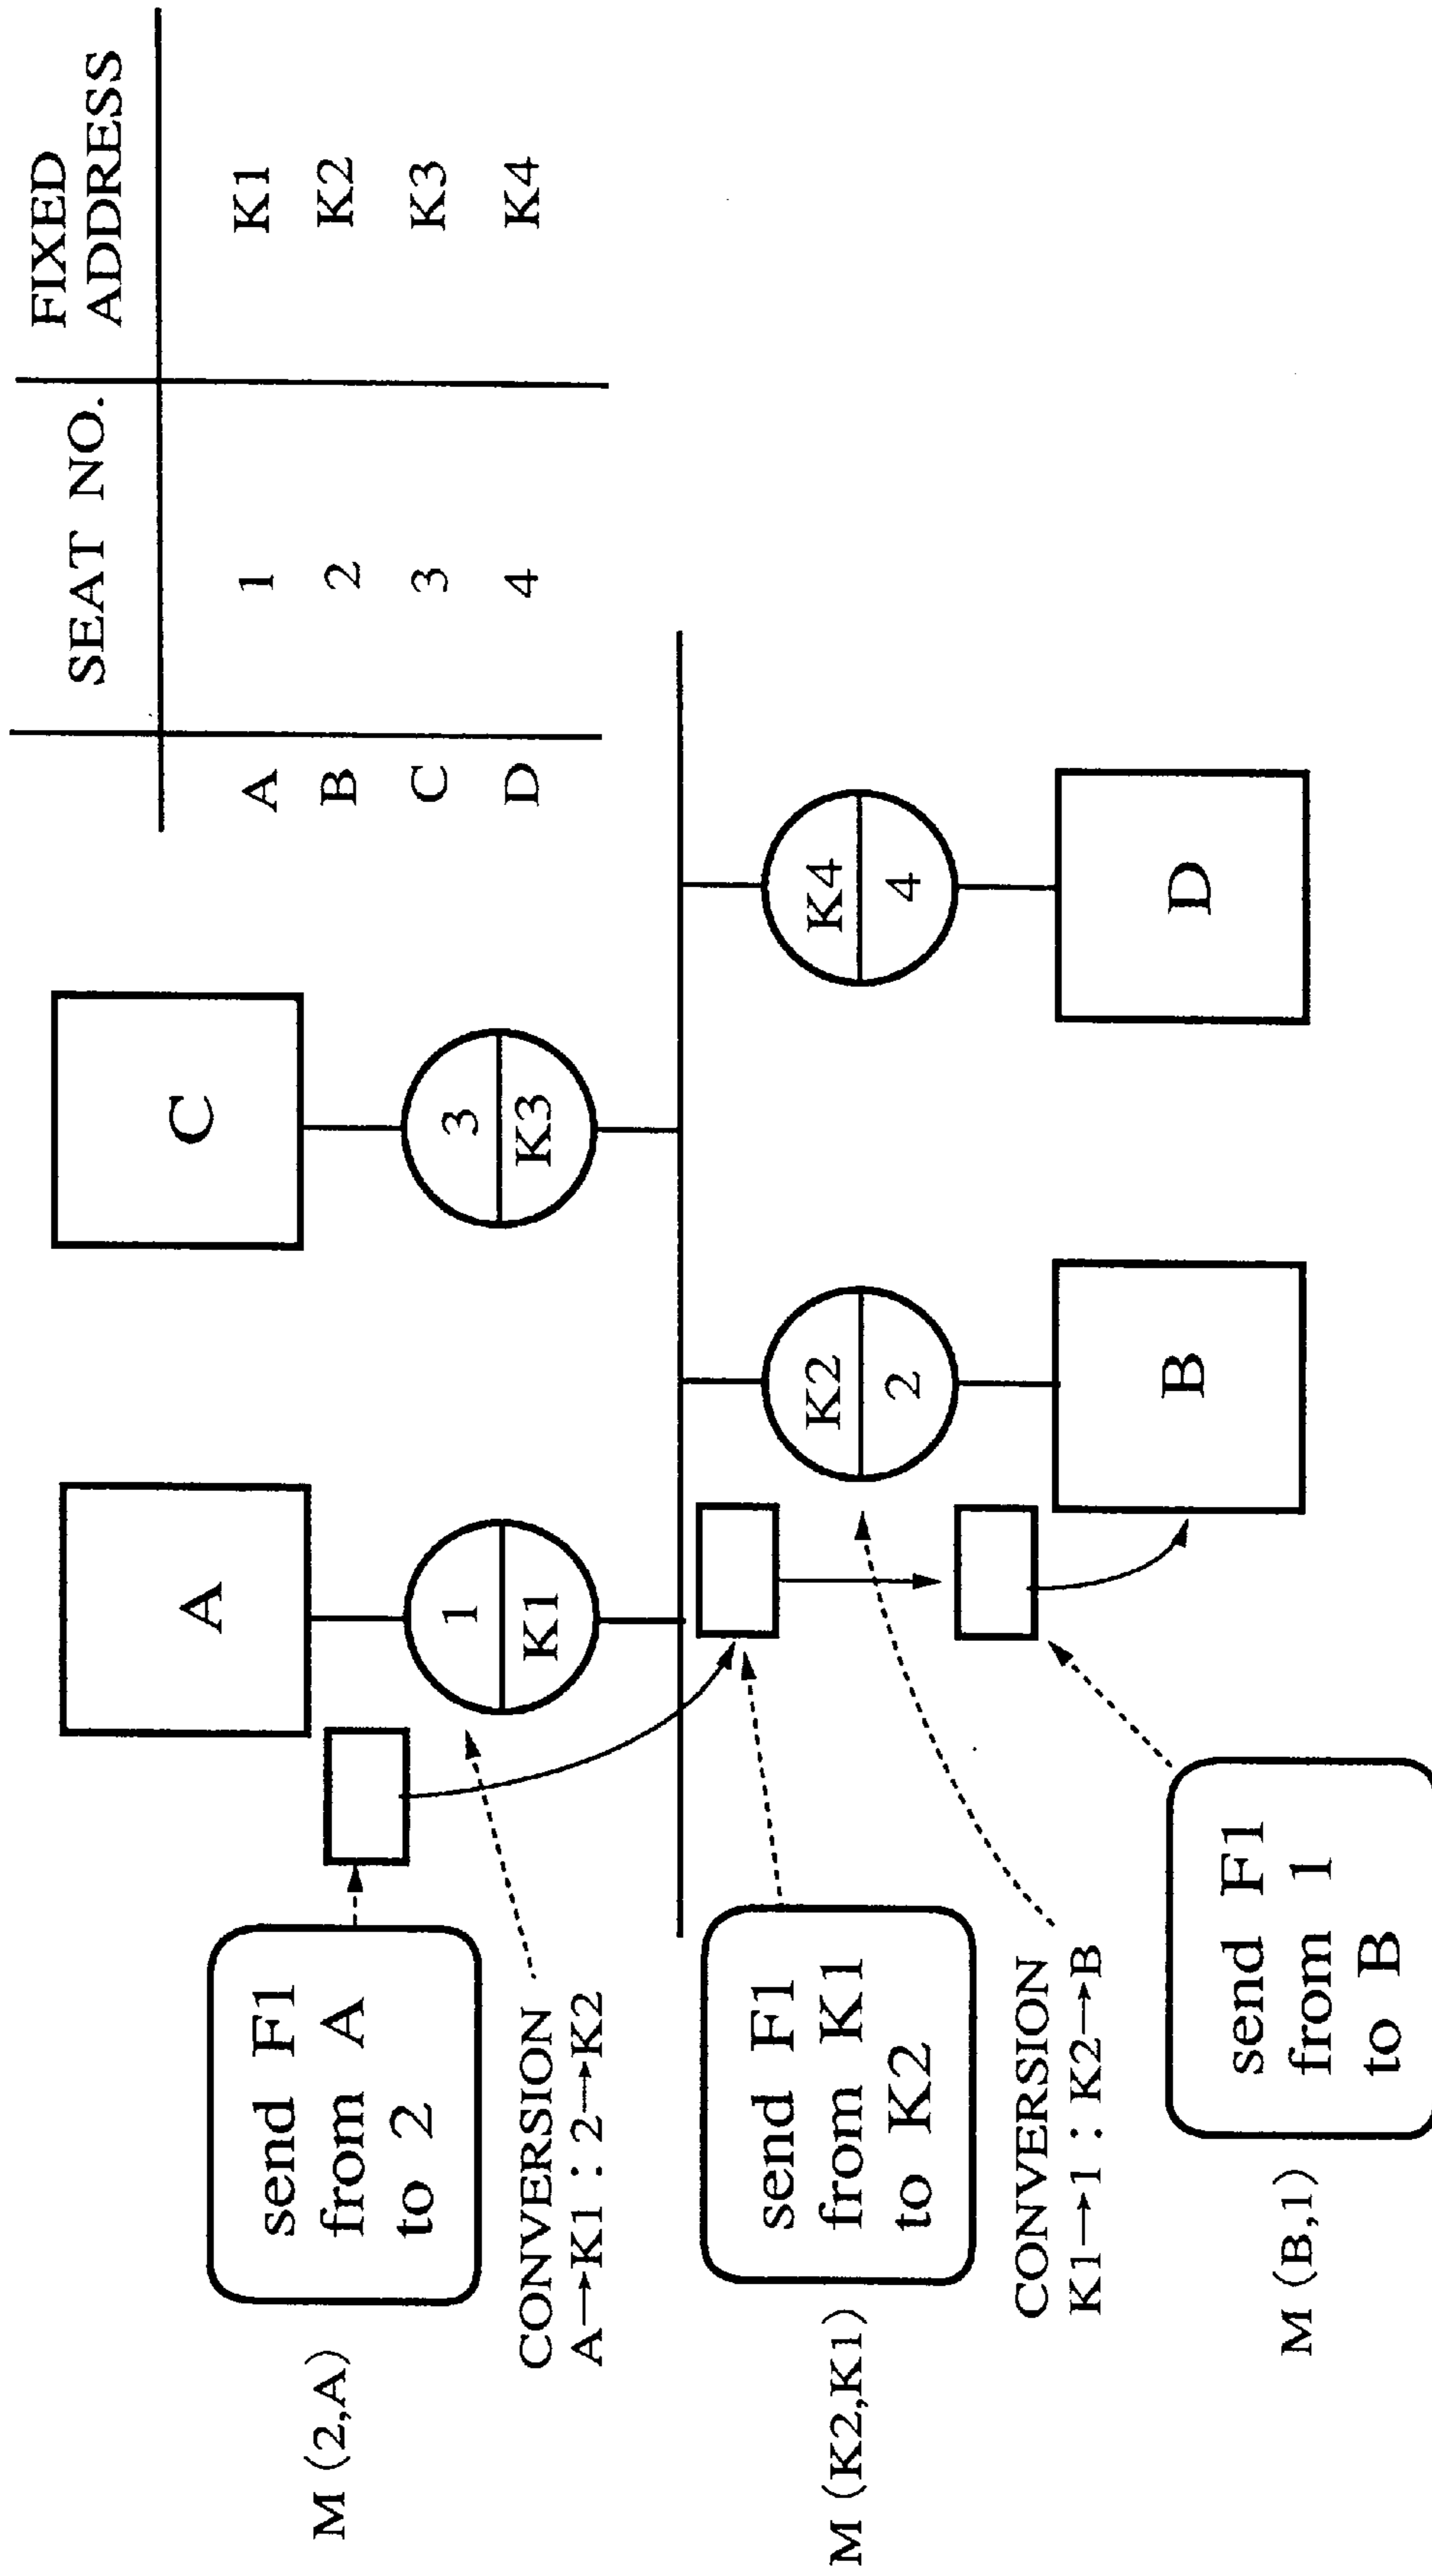 SEAT NO.
FIXED
ADDRESS
A 1 K1
B 2 K2
C 3 K3
D 4 K4
M (2,A)
send F1
from A
to 2
CONVERSION
A→K1 : 2→K2
A
1
K1
C
3
K3
M (K2,K1)
send F1
from K1
to K2
CONVERSION
K1→1 : K2→B
K2
2
B
K4
4
D
M (B,1)
send F1
from 1
to B